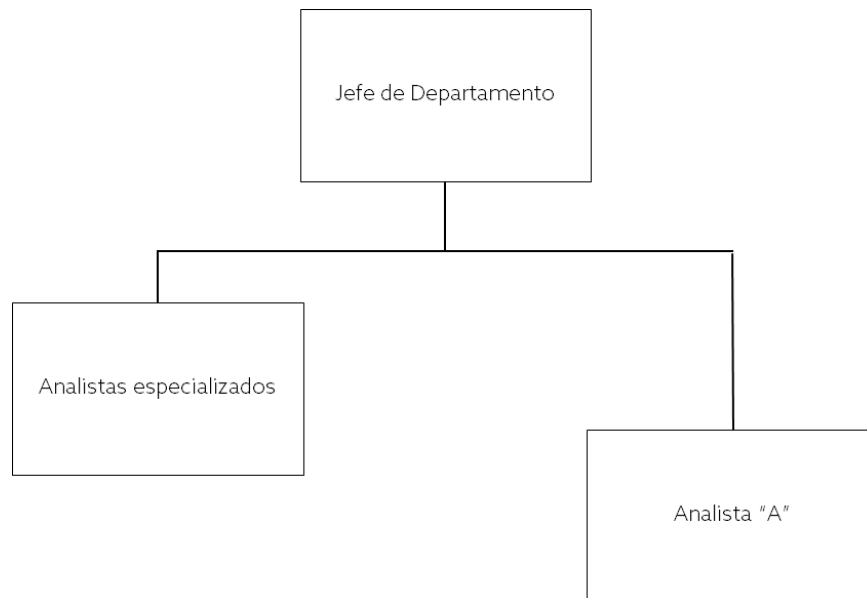 Jefe de Departamento
Analistas especializados
Analista “A”